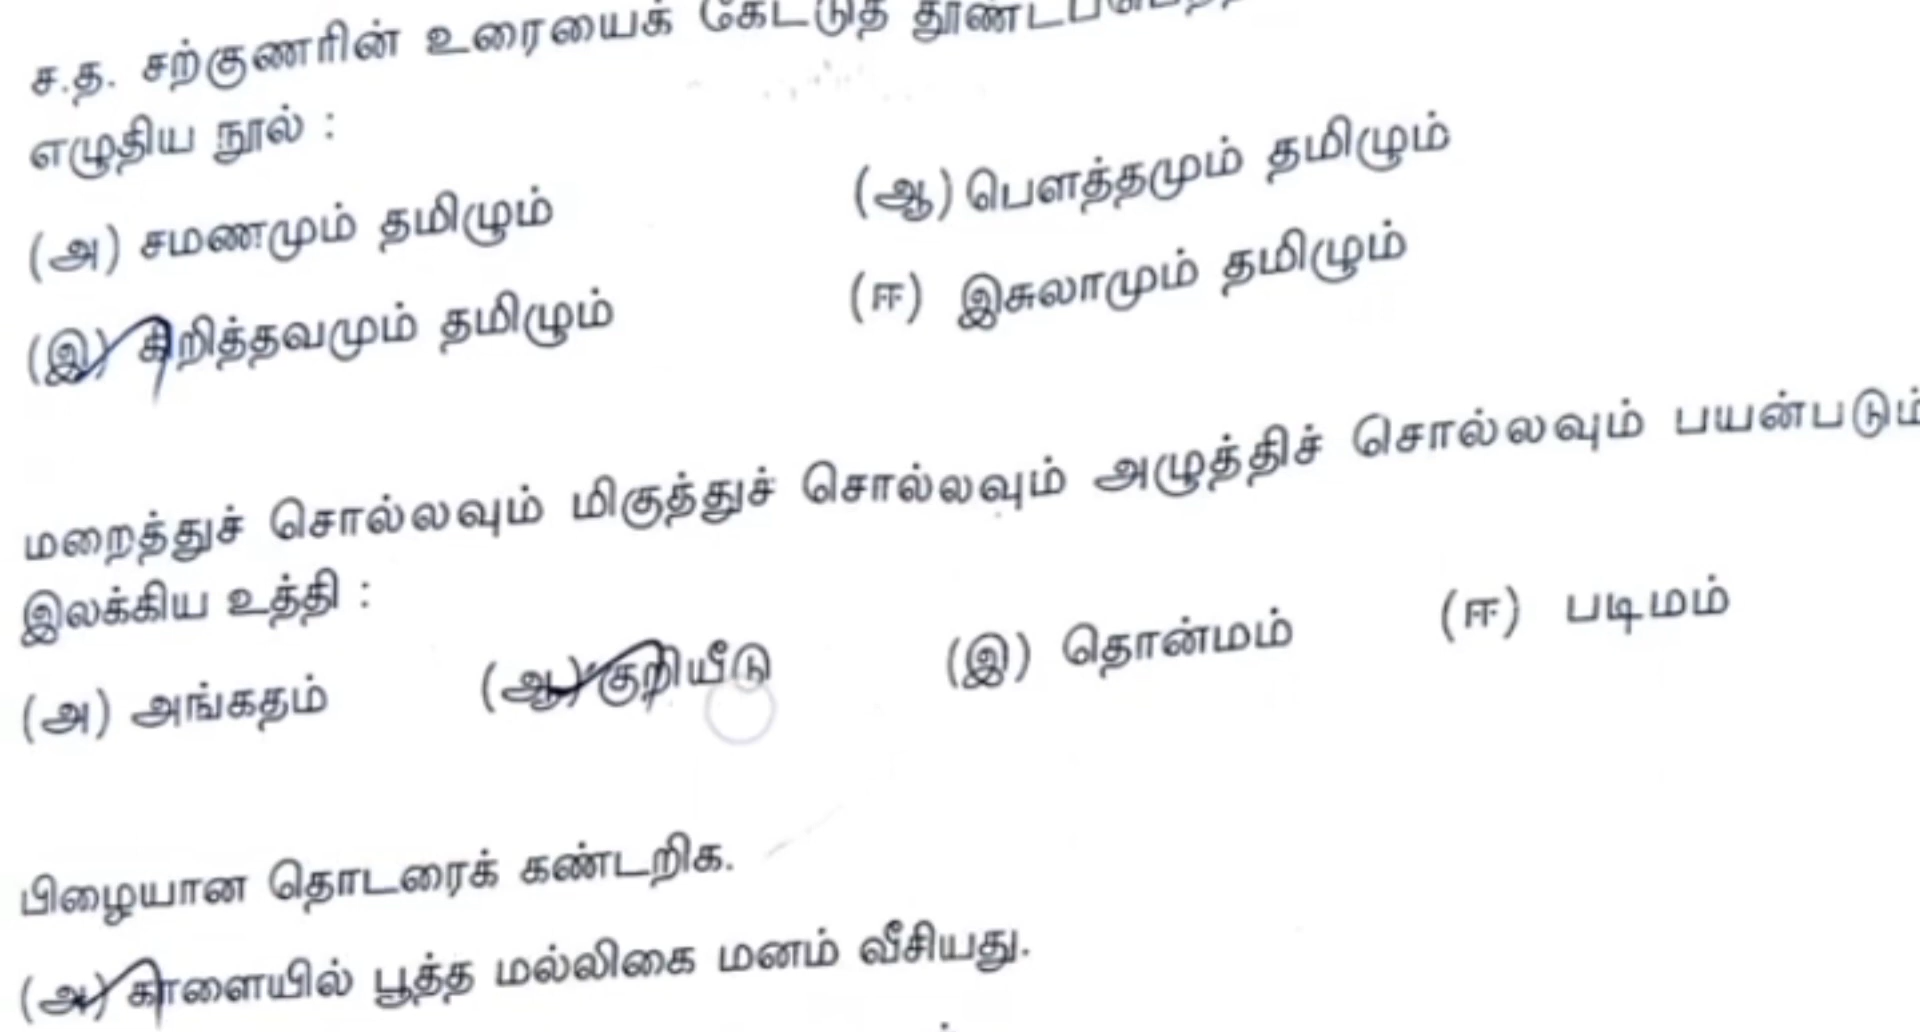 ச.த. சற்குணரின் உரையைக் கேட்டுத்
எழுதிய நூல் :
(அ) சமணமும் தமிழும் (ஆ) பௌத்தமும் தமிழும்
(இ) கிறித்தவமும் தமிழும் (ஈ) இசுலாமும் தமிழும்
மறைத்துச் சொல்லவும் மிகுத்துச் சொல்லவும் அழுத்திச் சொல்லவும் பயன்படும்
இலக்கிய உத்தி :
(அ) அங்கதம் (ஆ) குறியீடு (இ) தொன்மம் (ஈ) படிமம்
பிழையான தொடரைக் கண்டறிக.
(அ) காளையில் பூத்த மல்லிகை மனம் வீசியது.